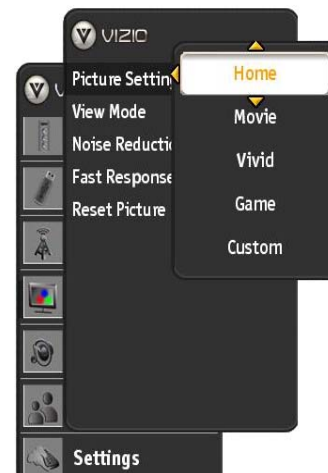 VIZIO
Picture Settin
View Mode
Noise Reducti
Fast Response
Reset Picture
Home
Movie
Vivid
Game
Custom
V
Settings